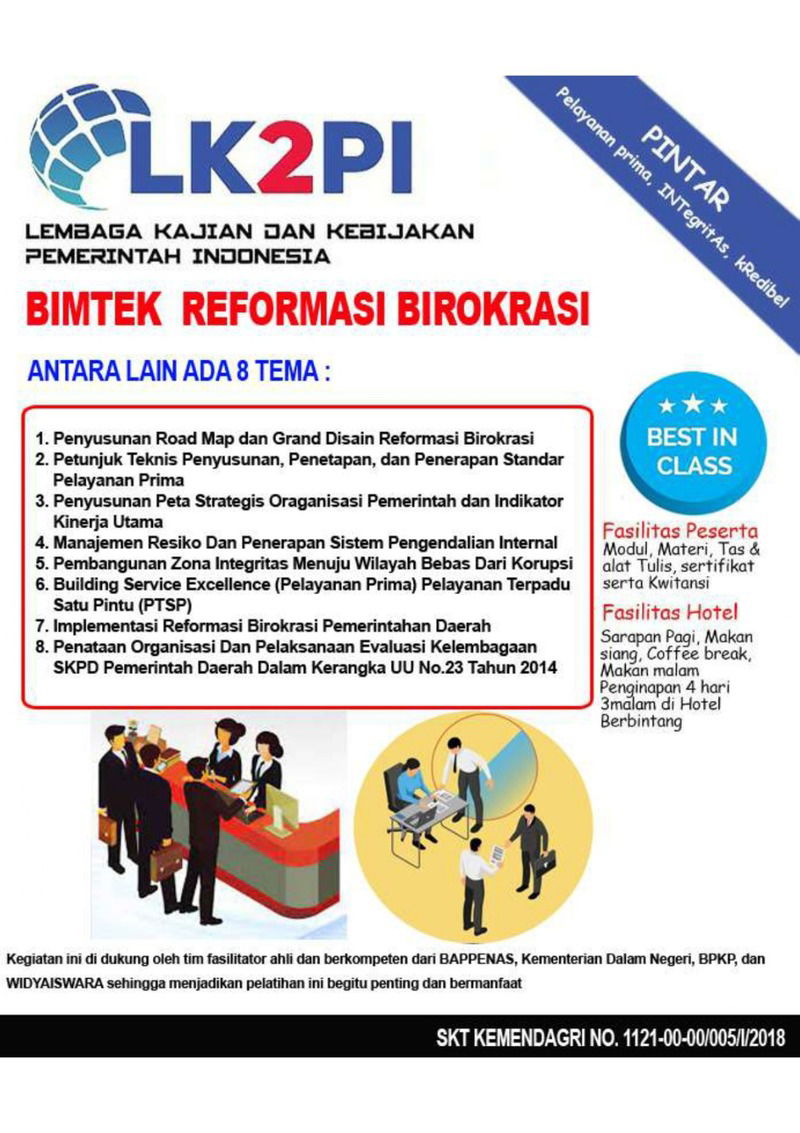 LK2PI
LEMBAGA KAJIAN DAN KEBIJAKAN
PEMERINTAH INDONESIA
PINTAR
Pelayanan prima, INTegritAs, kRedibel
BIMTEK REFORMASI BIROKRASI
ANTARA LAIN ADA 8 TEMA :
1. Penyusunan Road Map dan Grand Disain Reformasi Birokrasi
2. Petunjuk Teknis Penyusunan, Penetapan, dan Penerapan Standar
Pelayanan Prima
3. Penyusunan Peta Strategis Oraganisasi Pemerintah dan Indikator
Kinerja Utama
4. Manajemen Resiko Dan Penerapan Sistem Pengendalian Internal
5. Pembangunan Zona Integritas Menuju Wilayah Bebas Dari Korupsi
6. Building Service Excellence (Pelayanan Prima) Pelayanan Terpadu
Satu Pintu (PTSP)
7. Implementasi Reformasi Birokrasi Pemerintahan Daerah
8. Penataan Organisasi Dan Pelaksanaan Evaluasi Kelembagaan
SKPD Pemerintah Daerah Dalam Kerangka UU No.23 Tahun 2014
BEST IN
CLASS
Fasilitas Peserta
Modul, Materi, Tas &
alat Tulis, sertifikat
serta Kwitansi
Fasilitas Hotel
Sarapan Pagi, Makan
siang, Coffee break,
Makan malam
Penginapan 4 hari
3malam di Hotel
Berbintang
Kegiatan ini di dukung oleh tim fasilitator ahli dan berkompeten dari BAPPENAS, Kementerian Dalam Negeri, BPKP, dan
WIDYAISWARA sehingga menjadikan pelatihan ini begitu penting dan bermanfaat
SKT KEMENDAGRI NO. 1121-00-00/005/I/2018